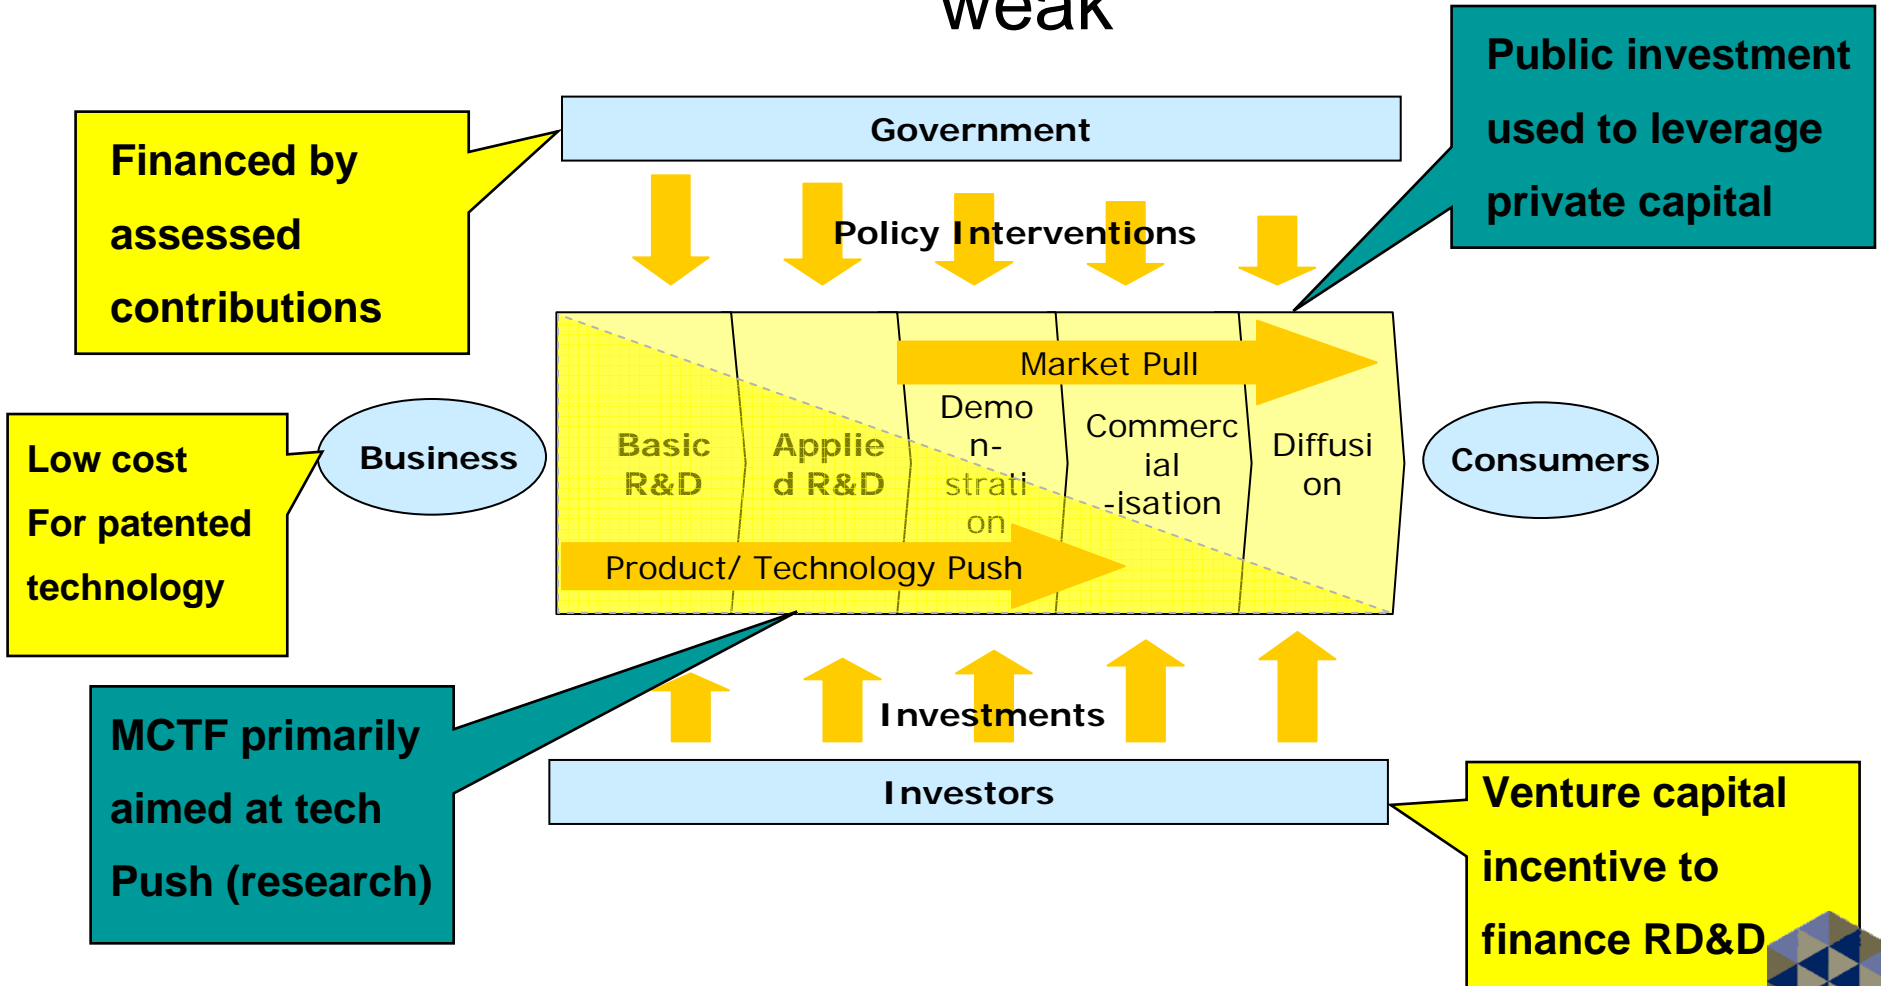 weak
Public investment
used to leverage
private capital
Government
Financed by
assessed
contributions
Policy Interventions
Market Pull
Basic
R&D
Applie
d R&D
Demo
n-
strati
on
Commerc
ial
-isation
Diffusi
on
Business
Consumers
Low cost
For patented
technology
Product/ Technology Push
MCTF primarily
aimed at tech
Push (research)
Investments
Investors
Venture capital
incentive to
finance RD&D